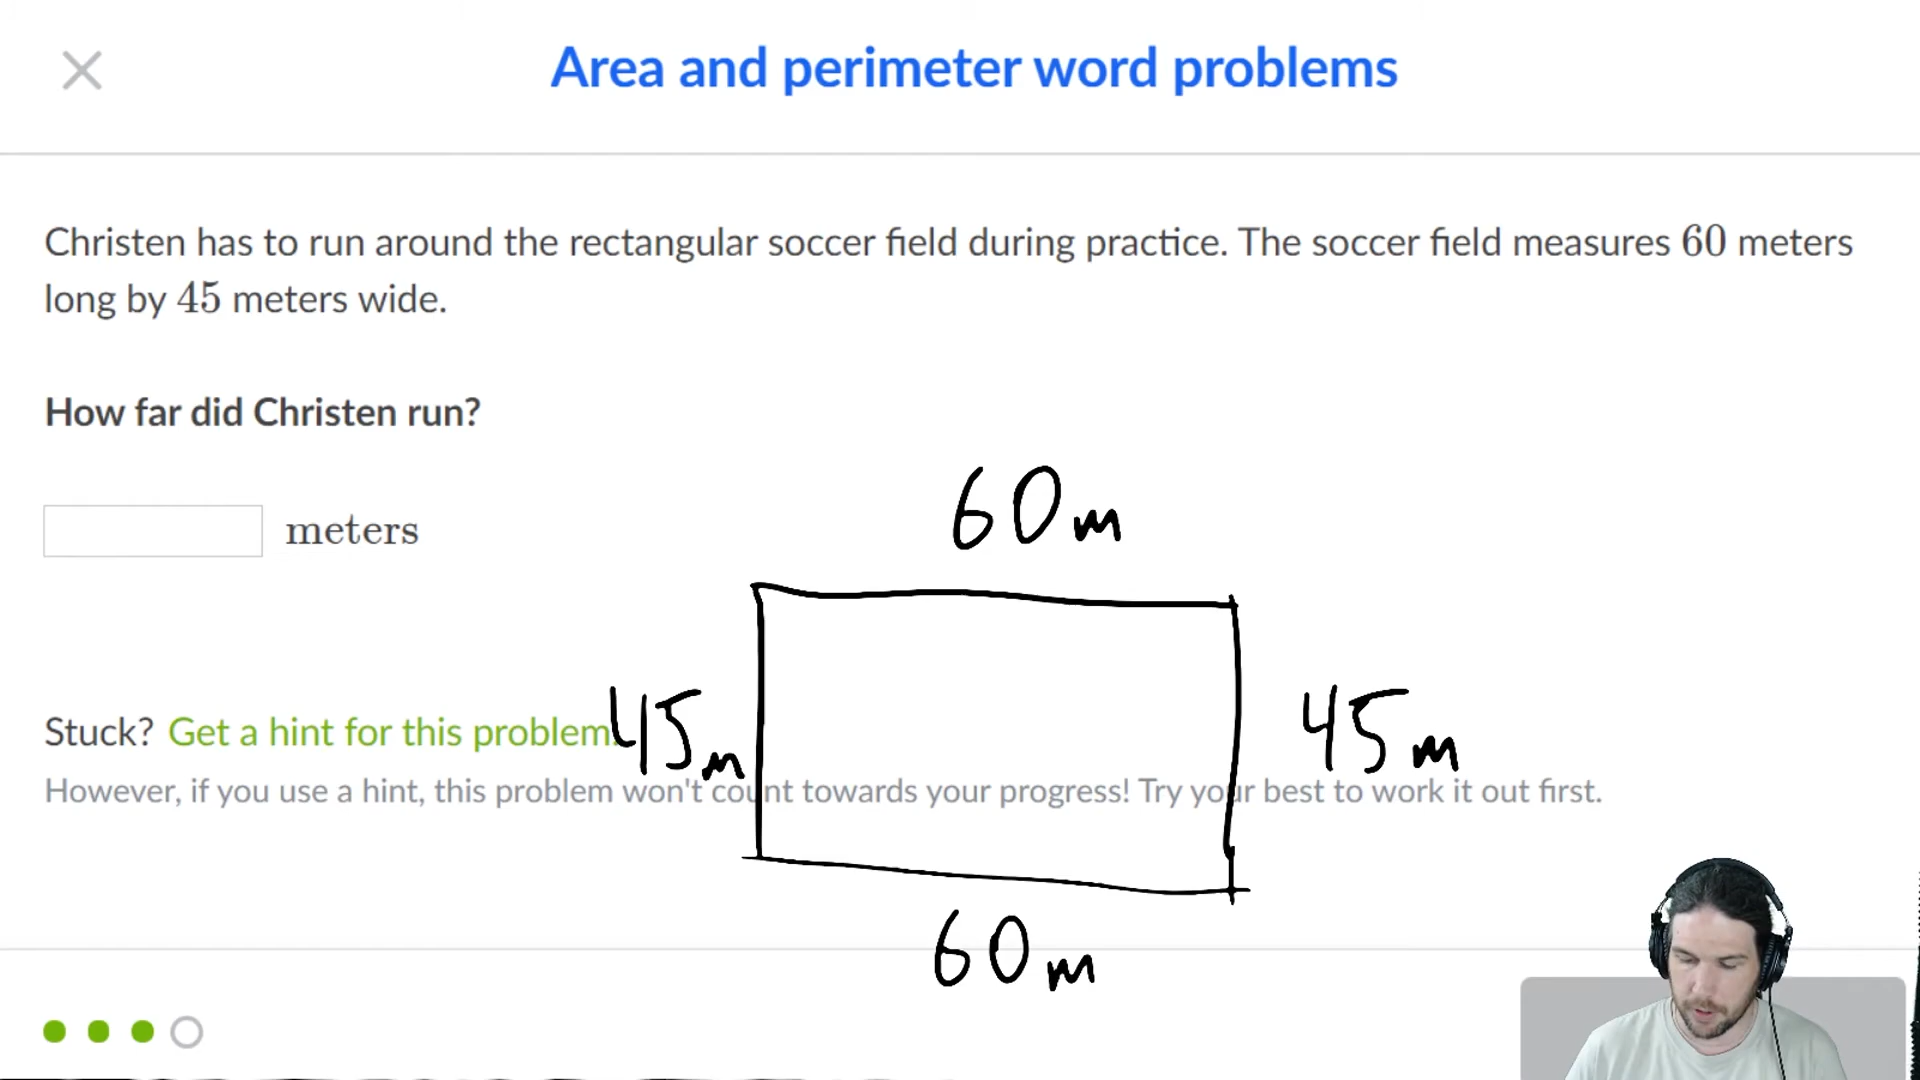 Area and perimeter word problems
Christen has to run around the rectangular soccer field during practice. The soccer field measures 60 meters
long by 45 meters wide.
How far did Christen run?
meters
60m
Stuck? Get a hint for this problem.
45m
45m
However, if you use a hint, this problem won't count towards your progress! Try your best to work it out first.
60m